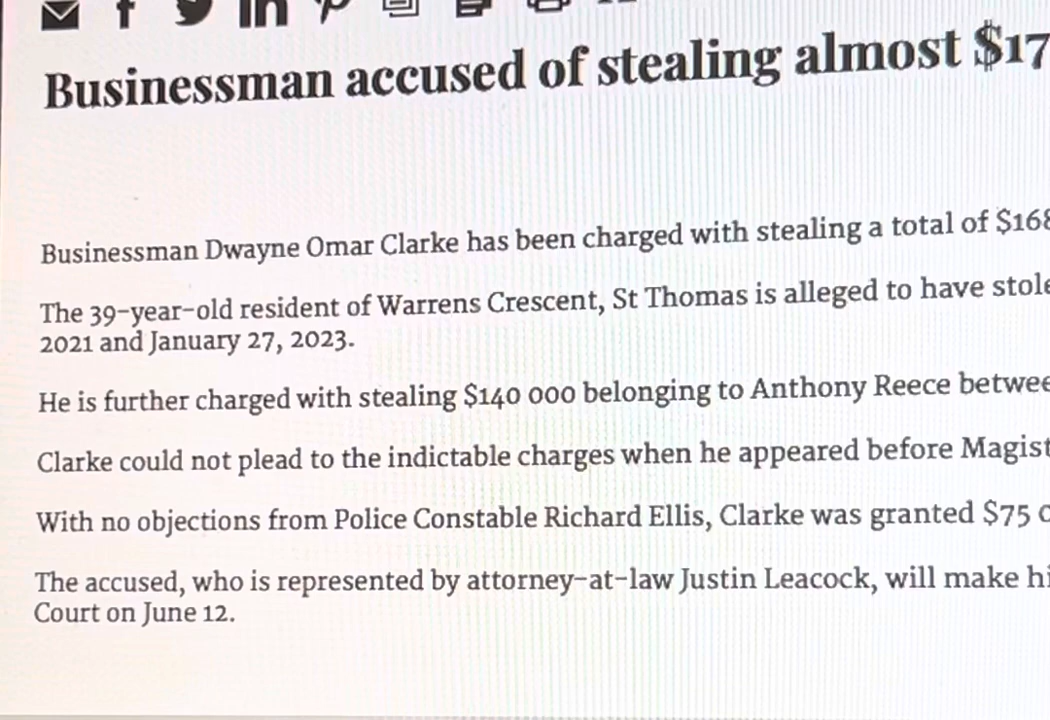 Businessman accused of stealing almost $17
Businessman Dwayne Omar Clarke has been charged with stealing a total of $168
The 39-year-old resident of Warrens Crescent, St Thomas is alleged to have stole
2021 and January 27, 2023.
He is further charged with stealing $140 000 belonging to Anthony Reece betwee
Clarke could not plead to the indictable charges when he appeared before Magist
With no objections from Police Constable Richard Ellis, Clarke was granted $75 0
The accused, who is represented by attorney-at-law Justin Leacock, will make hi
Court on June 12.